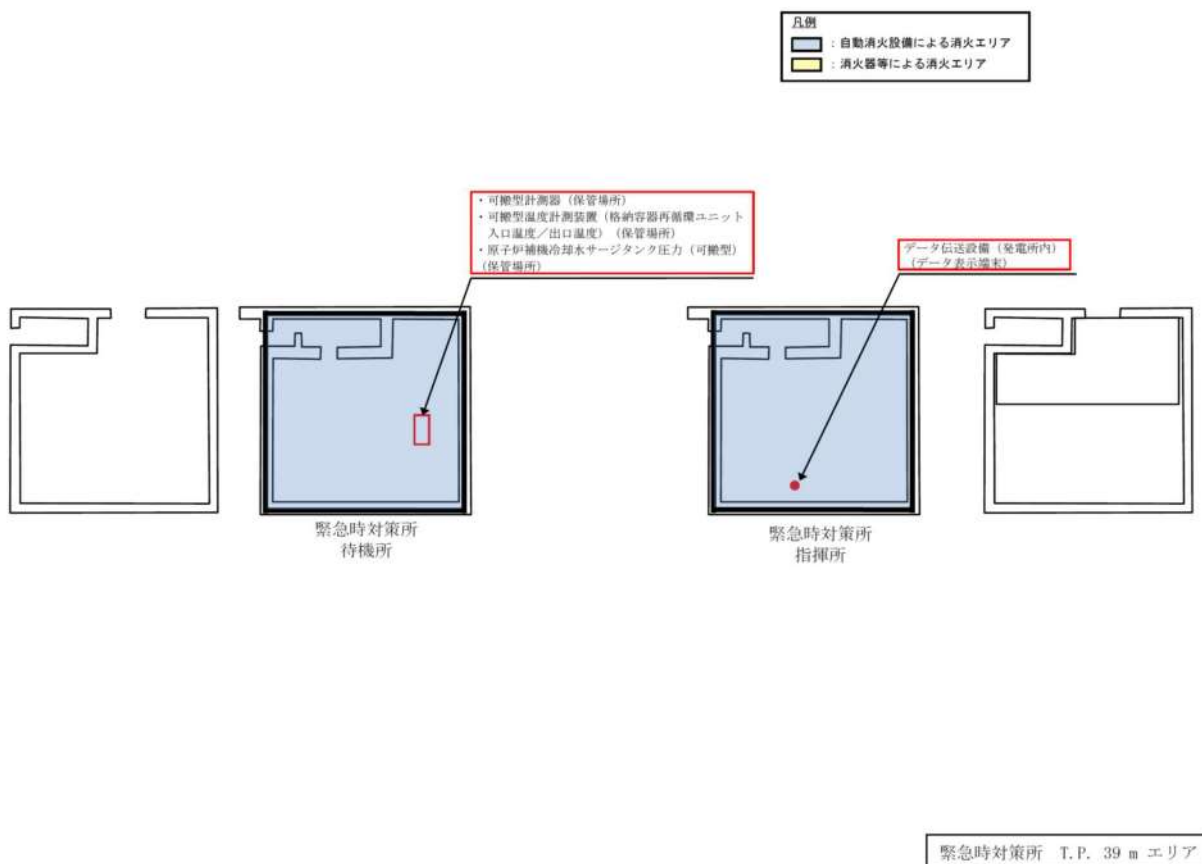 凡例
：自動消火設備による消火エリア
：消火器等による消火エリア
・可搬型計測器（保管場所）
・可搬型温度計測装置（格納容器再循環ユニット
入口温度／出口温度）（保管場所）
・原子炉補機冷却水サージタンク圧力（可搬型）
（保管場所）
データ伝送設備（発電所内）
（データ表示端末）
緊急時対策所
待機所
緊急時対策所
指揮所
緊急時対策所 T.P. 39 m エリア